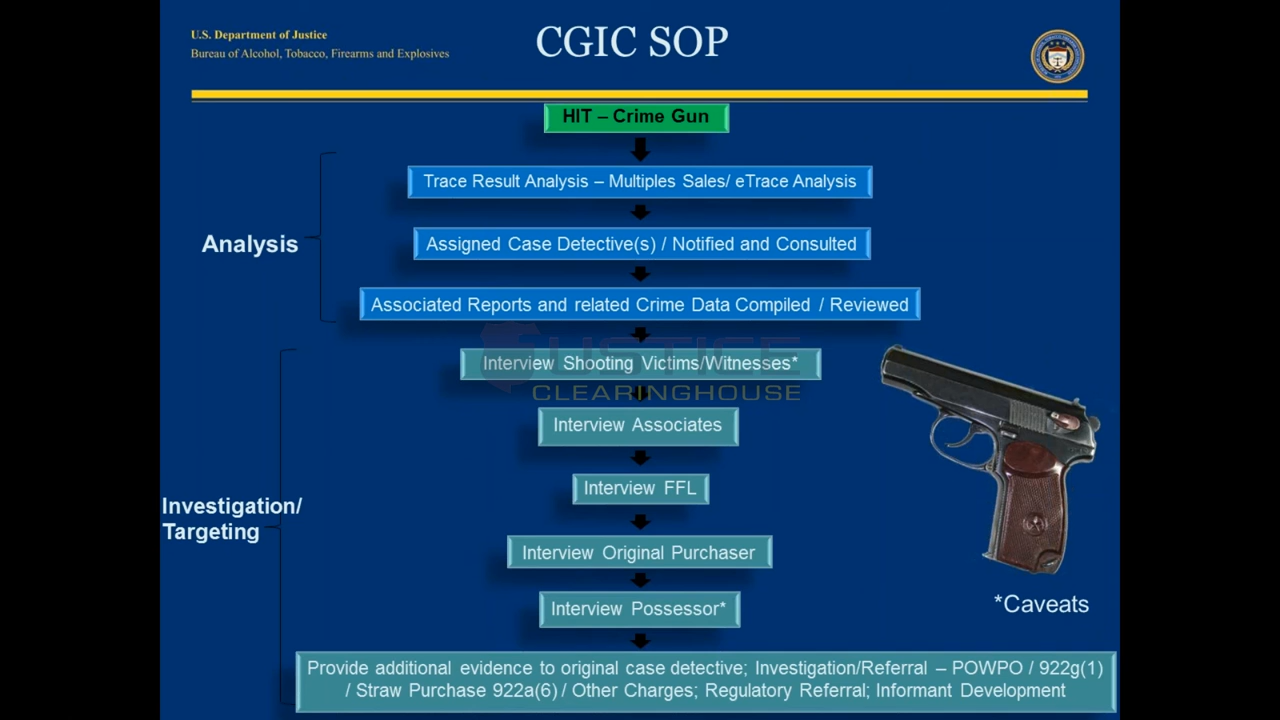 U.S. Department of Justice
Bureau of Alcohol, Tobacco, Firearms and Explosives
CGIC SOP
HIT – Crime Gun
Trace Result Analysis – Multiples Sales/ eTrace Analysis
Analysis
Assigned Case Detective(s) / Notified and Consulted
Associated Reports and related Crime Data Compiled / Reviewed
JUSTICE
Interview Shooting Victims/Witnesses*
CLEARINGHOUSE
Interview Associates
Interview FFL
Investigation/
Targeting
Interview Original Purchaser
Interview Possessor*
*Caveats
Provide additional evidence to original case detective; Investigation/Referral – POWPO / 922g(1)
/ Straw Purchase 922a(6) / Other Charges; Regulatory Referral; Informant Development